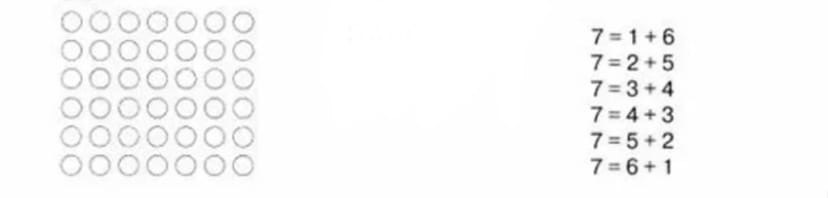 7 = 1 + 6
7 = 2 + 5
7 = 3 + 4
7 = 4 + 3
7 = 5 + 2
7 = 6 + 1